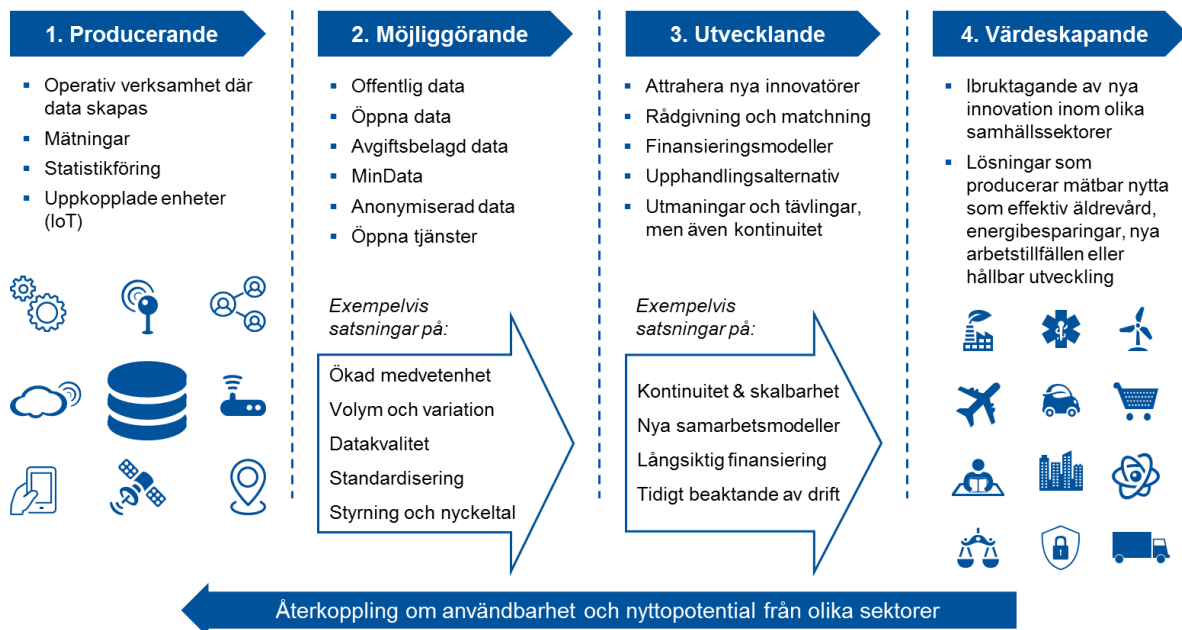 1. Producerande
Operativ verksamhet där
data skapas
Mätningar
Statistikföring
Uppkopplade enheter
(IoT)
2. Möjliggörande
Offentlig data
Öppna data
Avgiftsbelagd data
MinData
Anonymiserad data
Öppna tjänster
Exempelvis
satsningar på:
Ökad medvetenhet
Volym och variation
Datakvalitet
Standardisering
Styrning och nyckeltal
3. Utvecklande
Attrahera nya innovatörer
Rådgivning och matchning
Finansieringsmodeller
Upphandlingsalternativ
Utmaningar och tävlingar,
men även kontinuitet
Exempelvis
satsningar på:
Kontinuitet & skalbarhet
Nya samarbetsmodeller
Långsiktig finansiering
Tidigt beaktande av drift
4. Värdeskapande
Ibruktagande av nya
innovation inom olika
samhällssektorer
Lösningar som
producerar mätbar nytta
som effektiv äldrevård,
energibesparingar, nya
arbetstillfällen eller
hållbar utveckling
Återkoppling om användbarhet och nyttopotential från olika sektorer